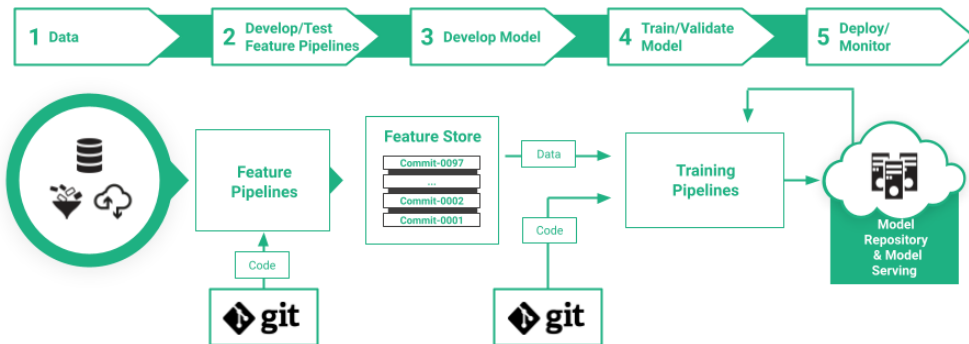 1 Data
2 Develop/Test
Feature Pipelines
3 Develop Model
4 Train/Validate
Model
5 Deploy/
Monitor
Feature
Pipelines
Feature Store
Commit-0097
...
Commit-0002
Commit-0001
Data
Code
Training
Pipelines
Model
Repository
& Model
Serving
Code
git
git